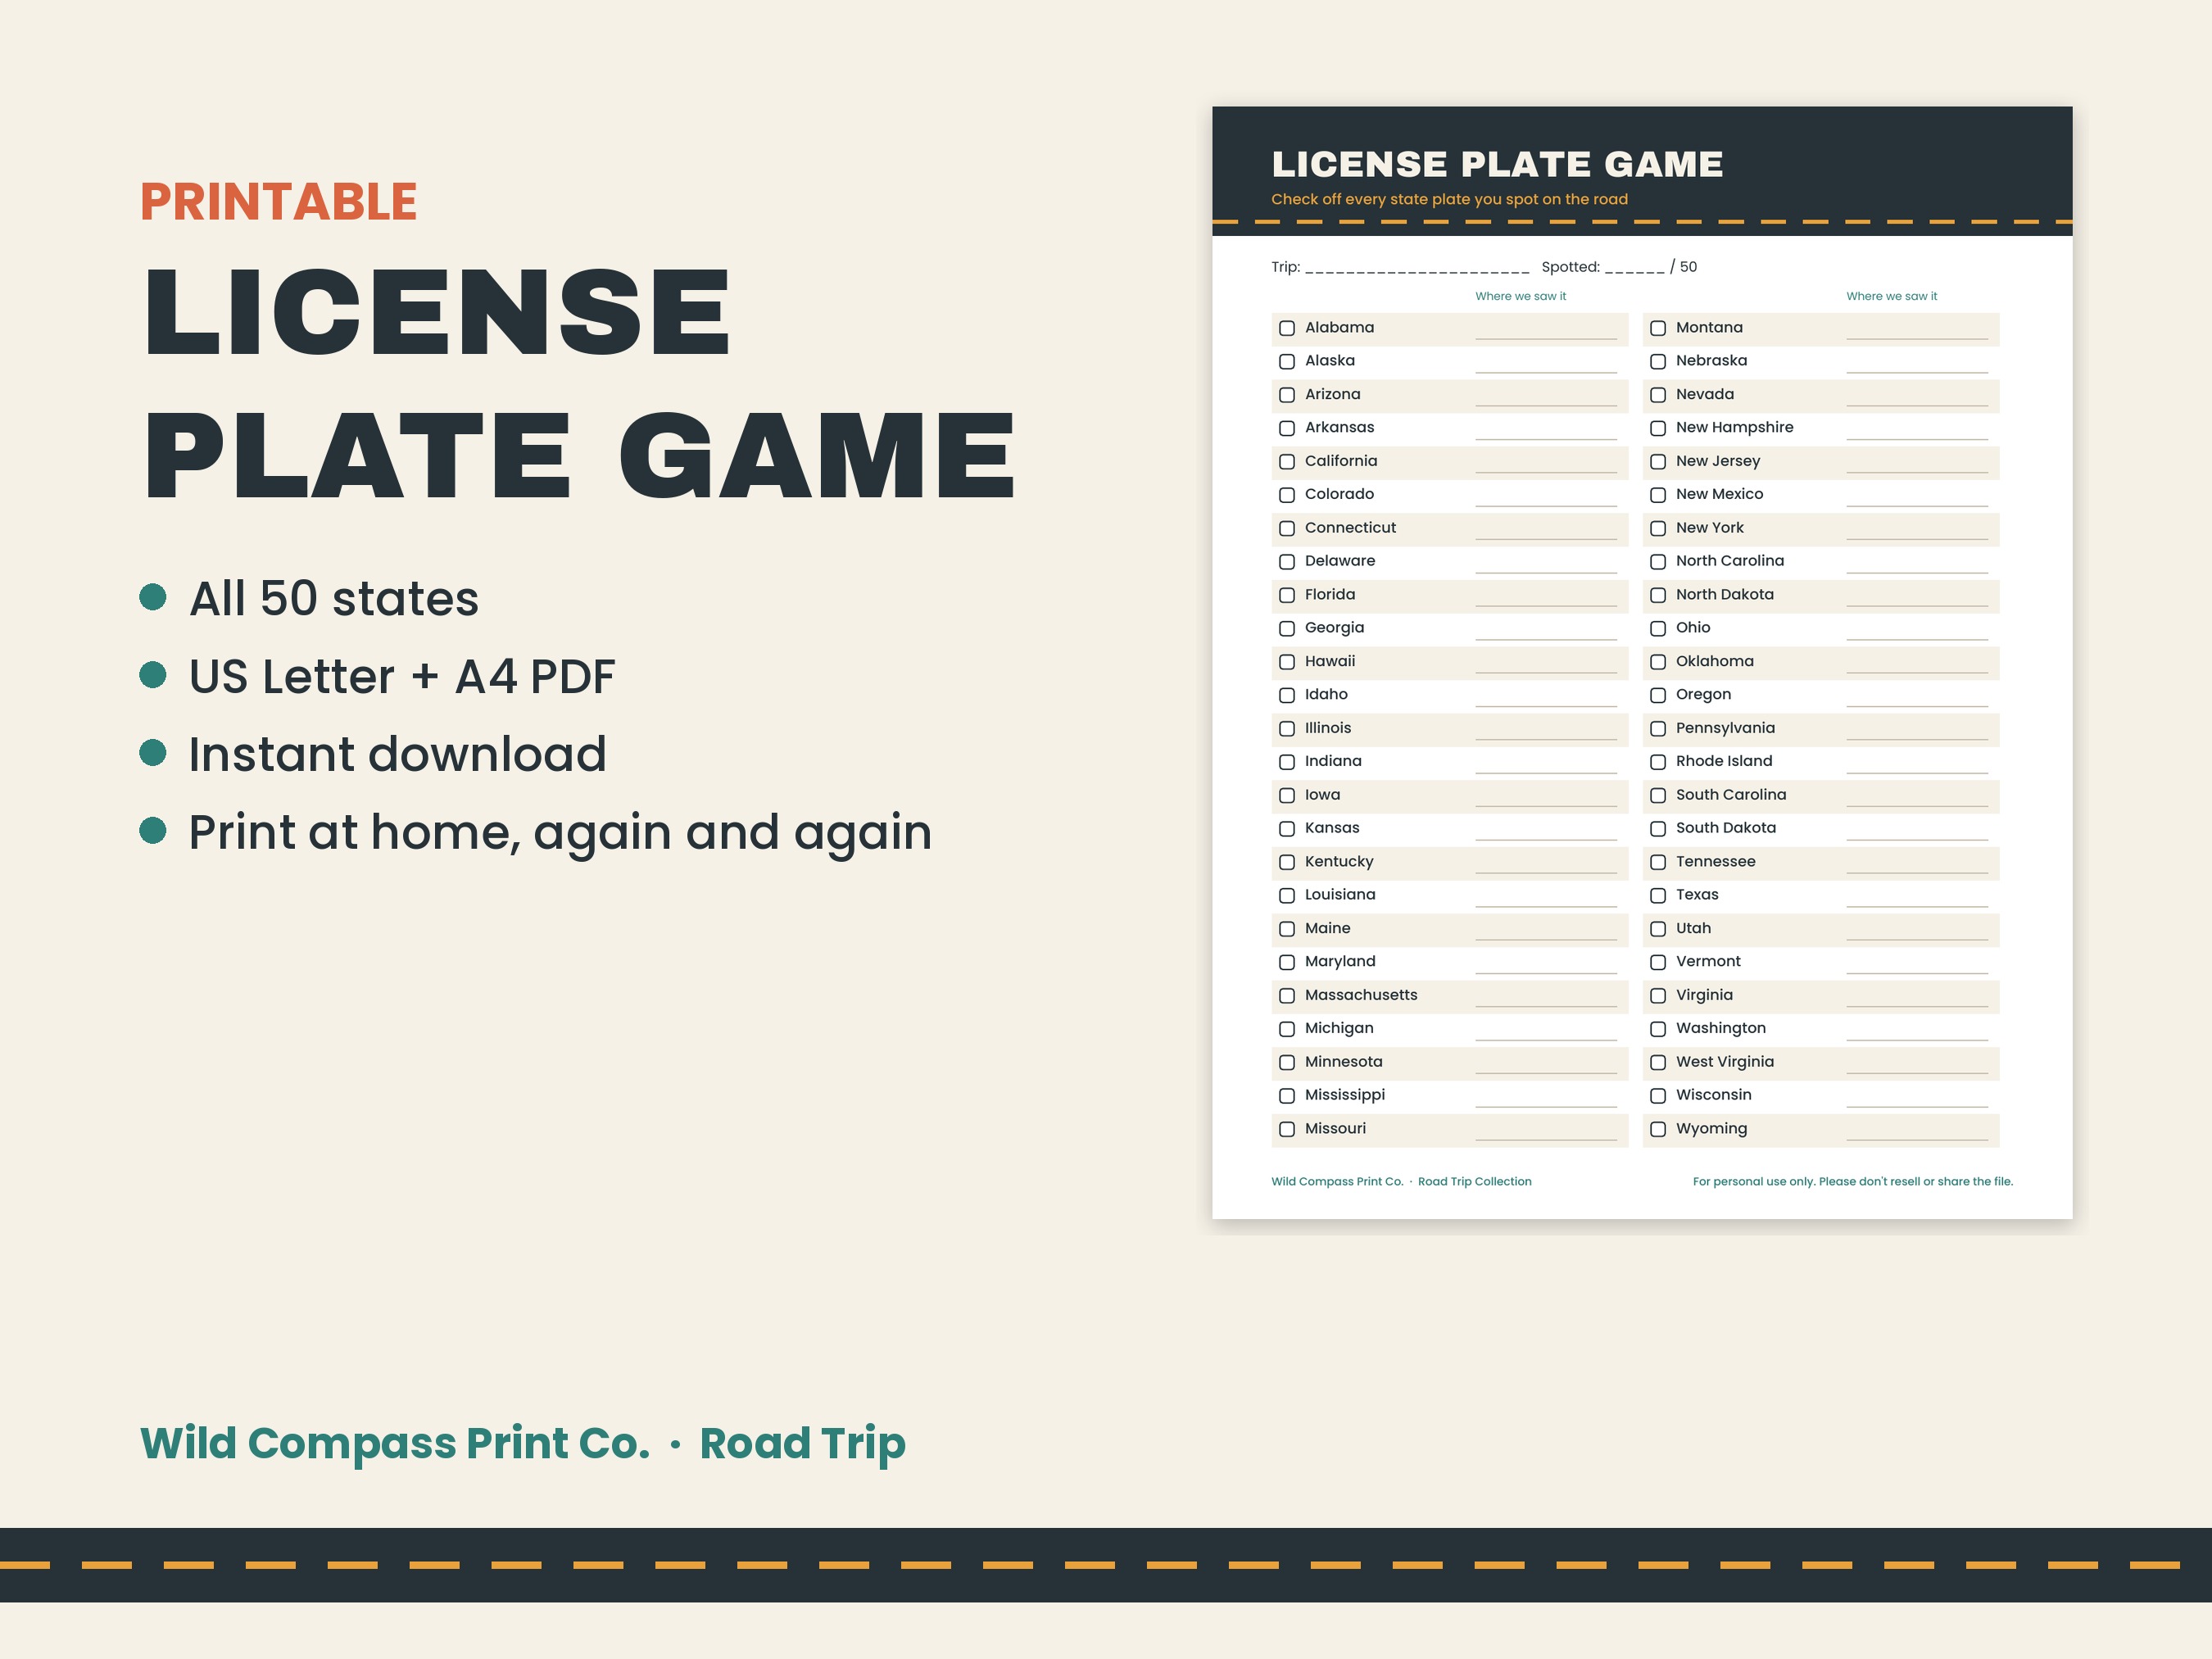 PRINTABLE
LICENSE
PLATE GAME
All 50 states
US Letter + A4 PDF
Instant download
Print at home, again and again
Wild Compass Print Co. · Road Trip
LICENSE PLATE GAME
Check off every state plate you spot on the road
Trip: ______________________ Spotted: ______ / 50
Where we saw it
Alabama
Alaska
Arizona
Arkansas
California
Colorado
Connecticut
Delaware
Florida
Georgia
Hawaii
Idaho
Illinois
Indiana
Iowa
Kansas
Kentucky
Louisiana
Maine
Maryland
Massachusetts
Michigan
Minnesota
Mississippi
Missouri
Where we saw it
Montana
Nebraska
Nevada
New Hampshire
New Jersey
New Mexico
New York
North Carolina
North Dakota
Ohio
Oklahoma
Oregon
Pennsylvania
Rhode Island
South Carolina
South Dakota
Tennessee
Texas
Utah
Vermont
Virginia
Washington
West Virginia
Wisconsin
Wyoming
Wild Compass Print Co. · Road Trip Collection
For personal use only. Please don't resell or share the file.